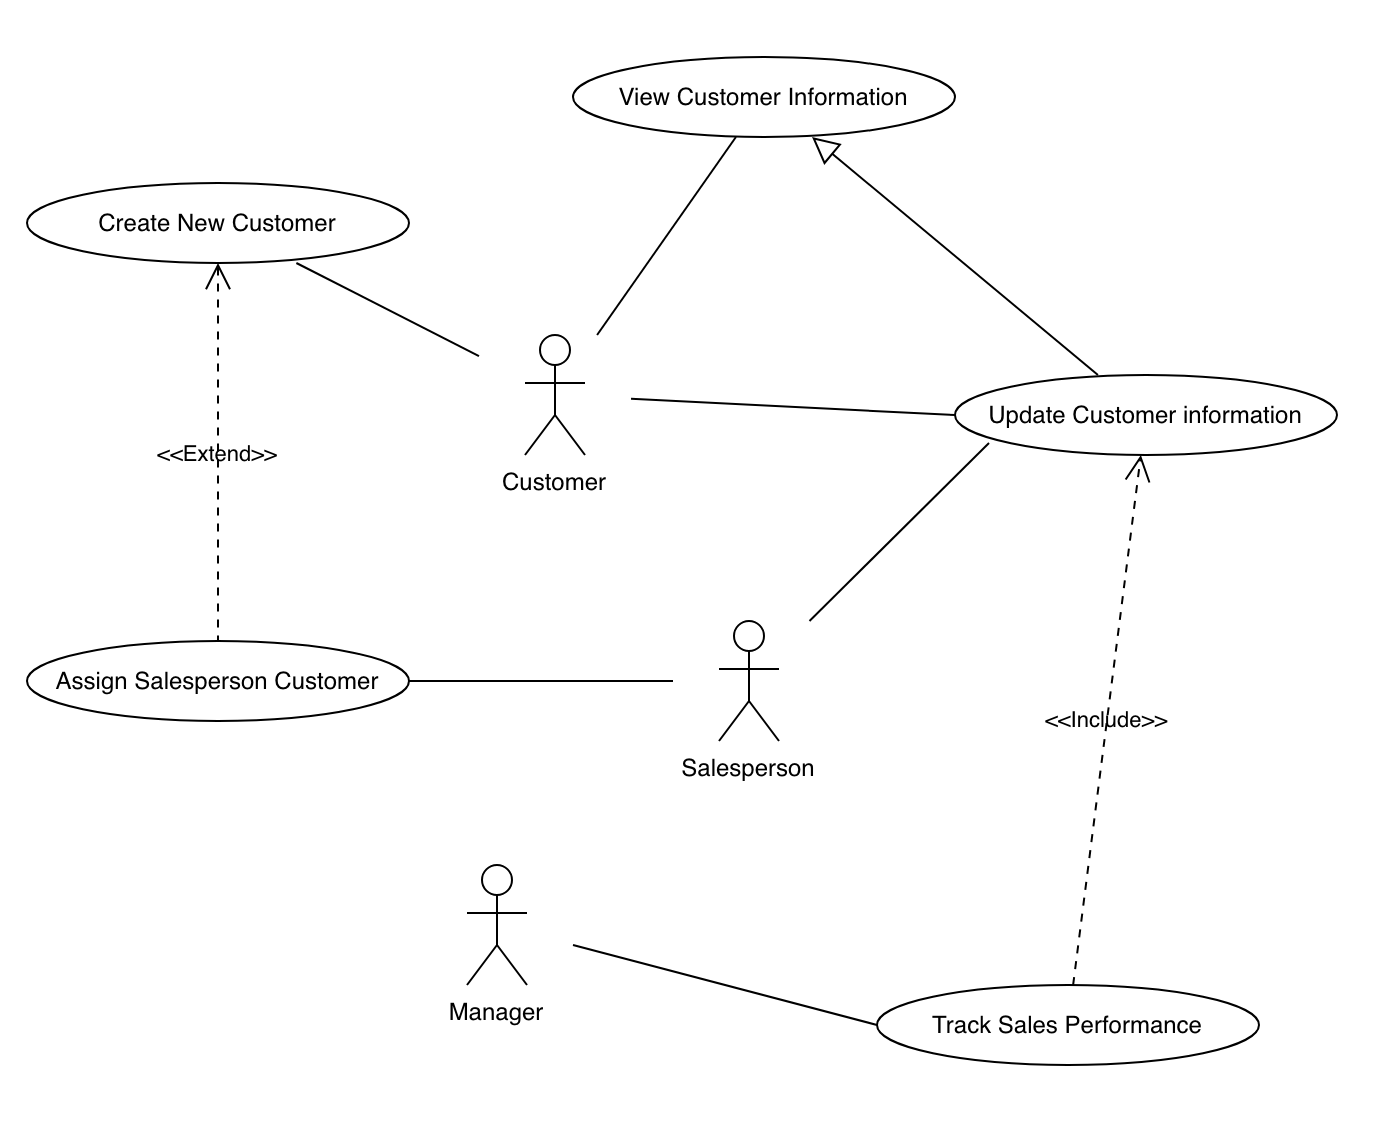 View Customer Information
Create New Customer
Update Customer information
<<Extend>>
Customer
Assign Salesperson Customer
<<Include>>
Salesperson
Manager
Track Sales Performance